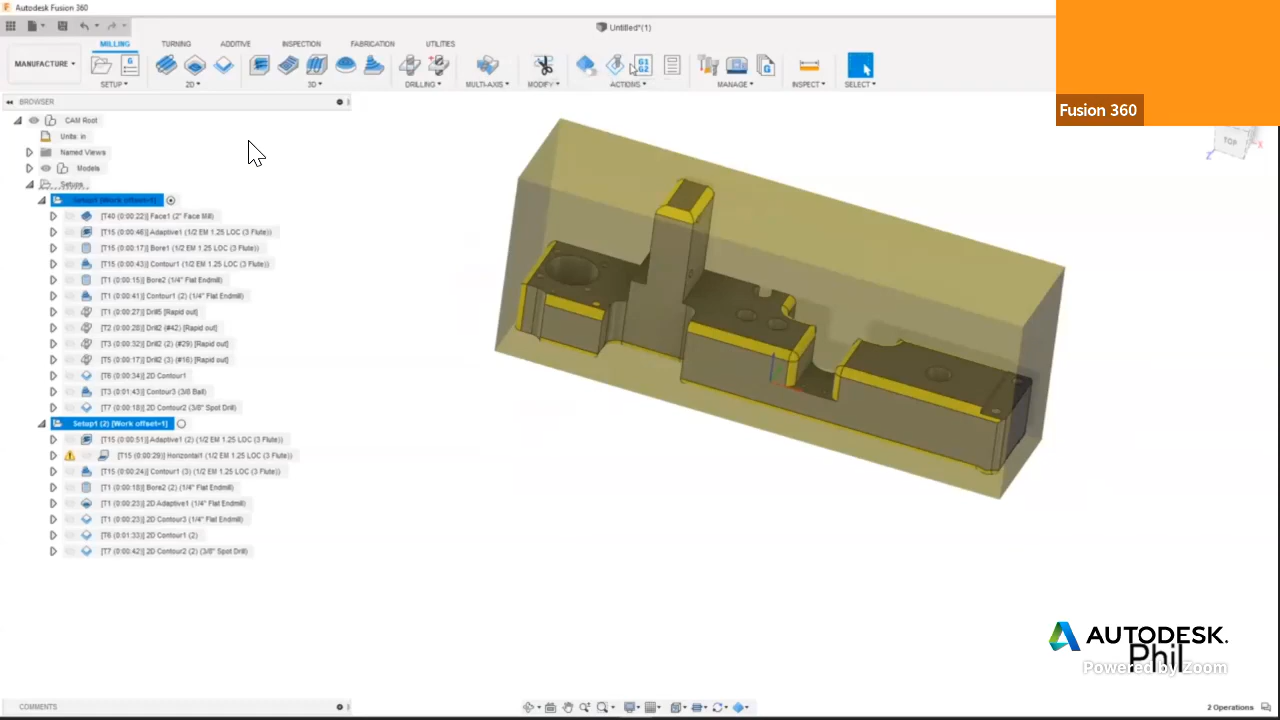 Autodesk Fusion 360
Untitled*(1)
MILLING TURNING ADDITIVE INSPECTION FABRICATION UTILITIES
MANUFACTURE
SETUP 2D 3D DRILLING MULTI-AXIS MODIFY ACTIONS MANAGE INSPECT SELECT
Fusion 360
BROWSER
TOP
CAM Root
Units: in
Named Views
Models
Setups
Setup1 [Work offset=1]
[T40 (0:00:22)] Face1 (2" Face Mill)
[T15 (0:00:46)] Adaptive1 (1/2 EM 1.25 LOC (3 Flute))
[T15 (0:00:17)] Bore1 (1/2 EM 1.25 LOC (3 Flute))
[T15 (0:00:43)] Contour1 (1/2 EM 1.25 LOC (3 Flute))
[T1 (0:00:15)] Bore2 (1/4" Flat Endmill)
[T1 (0:00:41)] Contour1 (2) (1/4" Flat Endmill)
[T1 (0:00:27)] Drill5 [Rapid out]
[T2 (0:00:28)] Drill2 (#42) [Rapid out]
[T3 (0:00:32)] Drill2 (2) (#29) [Rapid out]
[T5 (0:00:17)] Drill2 (3) (#16) [Rapid out]
[T6 (0:00:34)] 2D Contour1
[T3 (0:01:43)] Contour3 (3/8 Ball)
[T7 (0:00:18)] 2D Contour2 (3/8" Spot Drill)
Setup1 (2) [Work offset=1]
[T15 (0:00:51)] Adaptive1 (2) (1/2 EM 1.25 LOC (3 Flute))
[T15 (0:00:29)] Horizontal1 (1/2 EM 1.25 LOC (3 Flute))
[T15 (0:00:24)] Contour1 (3) (1/2 EM 1.25 LOC (3 Flute))
[T1 (0:00:18)] Bore2 (2) (1/4" Flat Endmill)
[T1 (0:00:23)] 2D Adaptive1 (1/4" Flat Endmill)
[T1 (0:00:23)] 2D Contour3 (1/4" Flat Endmill)
[T6 (0:01:33)] 2D Contour1 (2)
[T7 (0:00:42)] 2D Contour2 (2) (3/8" Spot Drill)
AUTODESK.
Phil
Powered by Zoom
COMMENTS
2 Operations